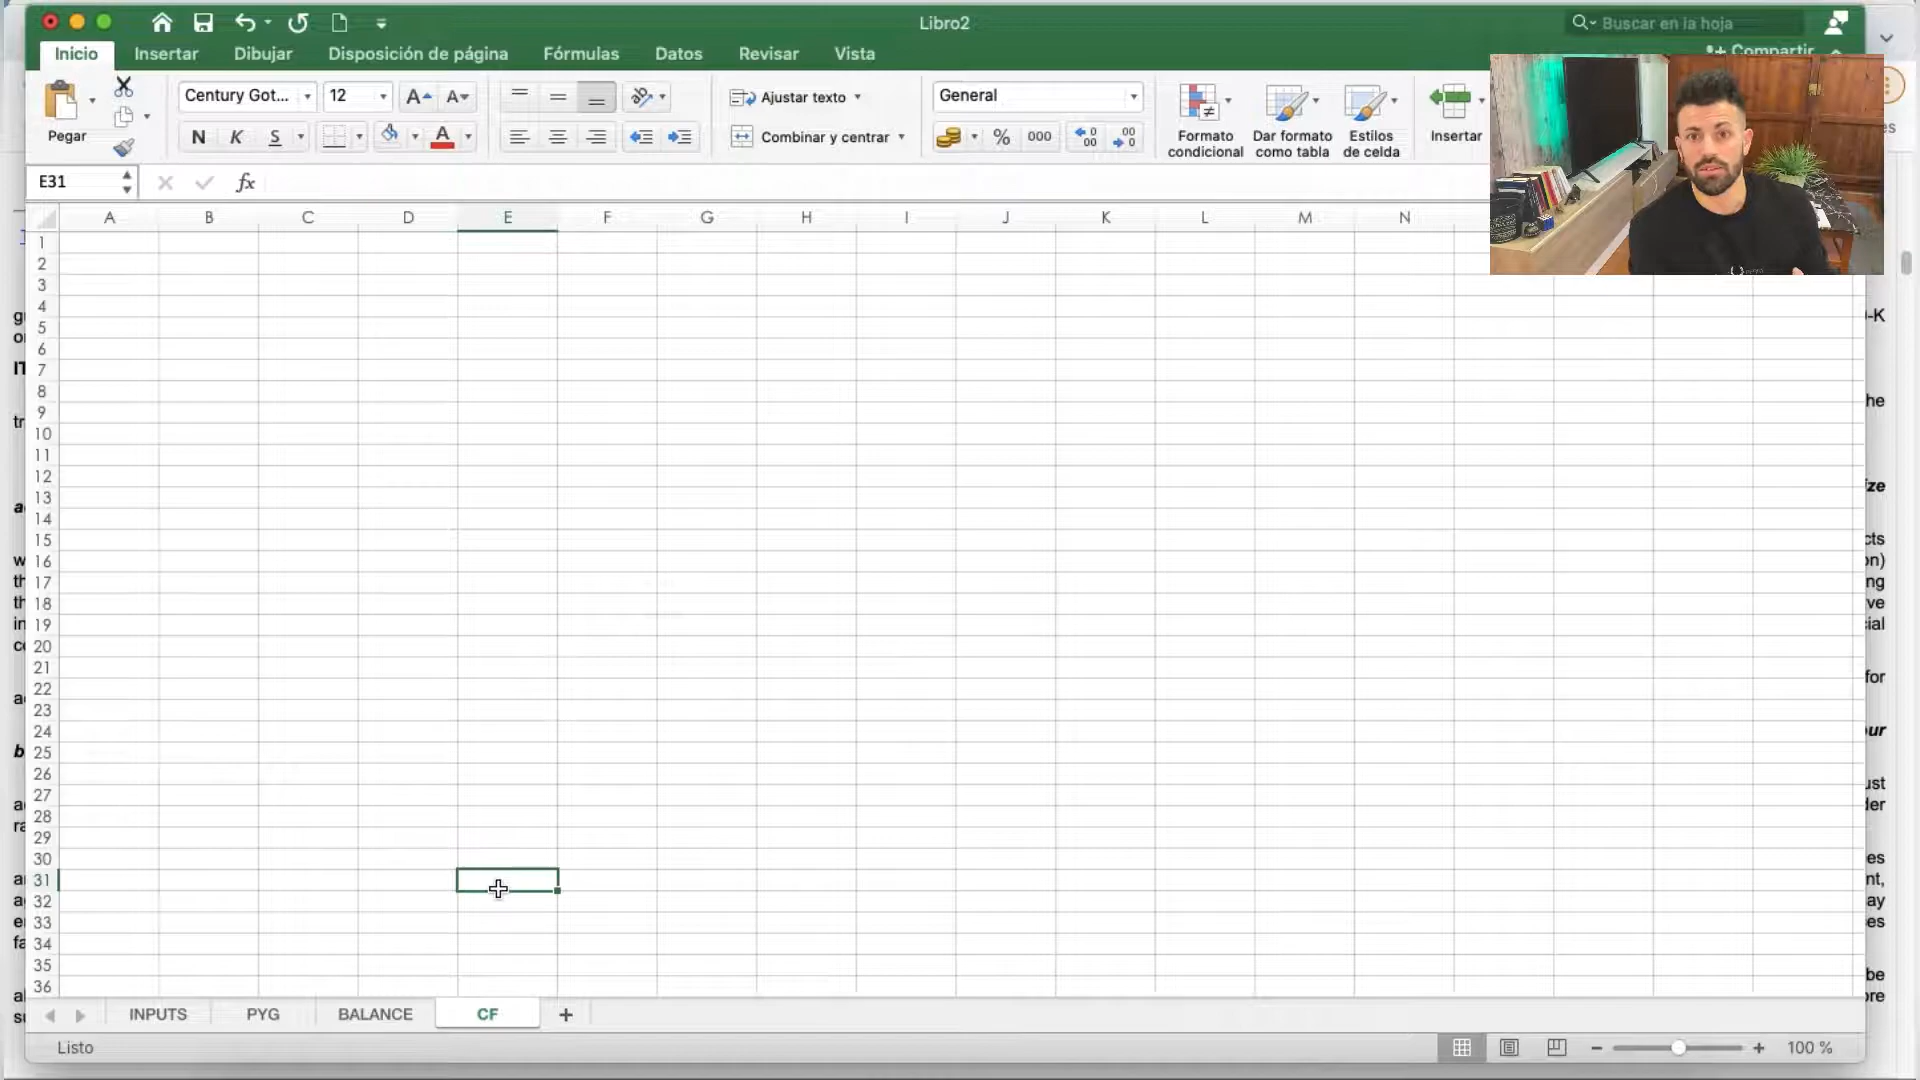 Libro2
Buscar en la hoja
Inicio
Insertar
Dibujar
Disposición de página
Fórmulas
Datos
Revisar
Vista
Compartir
Pegar
Century Got...
12
N K S
Ajustar texto
Combinar y centrar
General
% 000
Formato condicional
Dar formato como tabla
Estilos de celda
Insertar
E31
fx
A B C D E F G H I J K L M N
1
2
3
4
5
6
7
8
9
10
11
12
13
14
15
16
17
18
19
20
21
22
23
24
25
26
27
28
29
30
31
32
33
34
35
36
INPUTS
PYG
BALANCE
CF
Listo
100 %